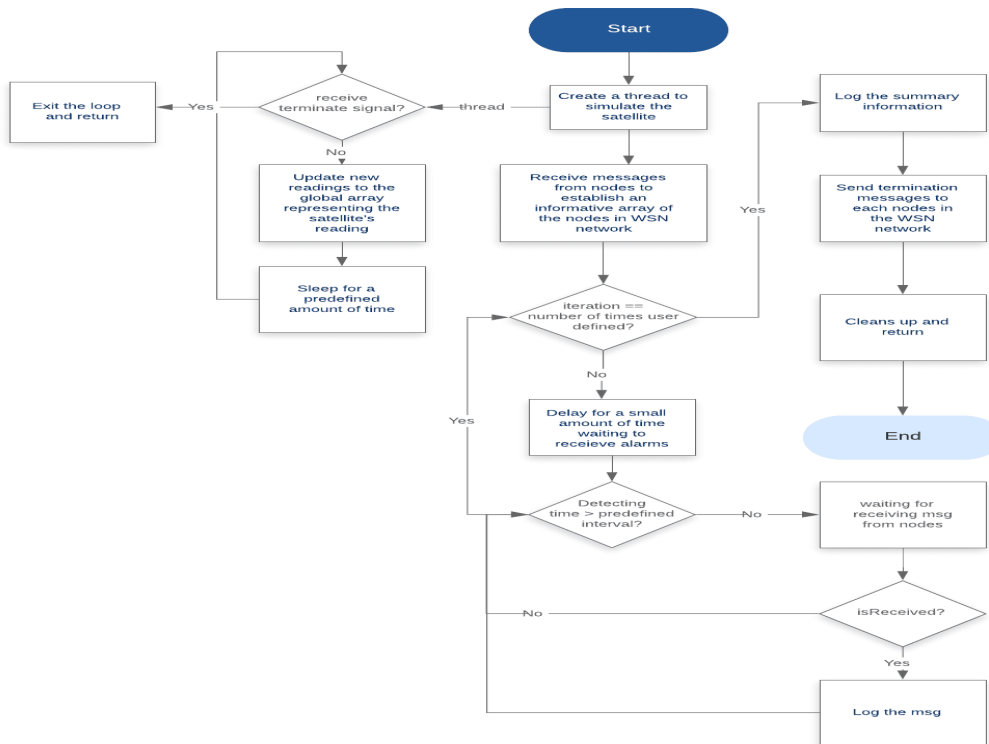 Start
Create a thread to
simulate the
satellite
thread
receive
terminate signal?
Yes
Exit the loop
and return
No
Update new
readings to the
global array
representing the
satellite's
reading
Sleep for a
predefined
amount of time
Receive messages
from nodes to
establish an
informative array of
the nodes in WSN
network
iteration ==
number of times user
defined?
Yes
Log the summary
information
Send termination
messages to
each nodes in
the WSN
network
Cleans up and
return
End
No
Delay for a small
amount of time
waiting to
receieve alarms
Yes
Detecting
time > predefined
interval?
No
waiting for
receiving msg
from nodes
isReceived?
No
Yes
Log the msg